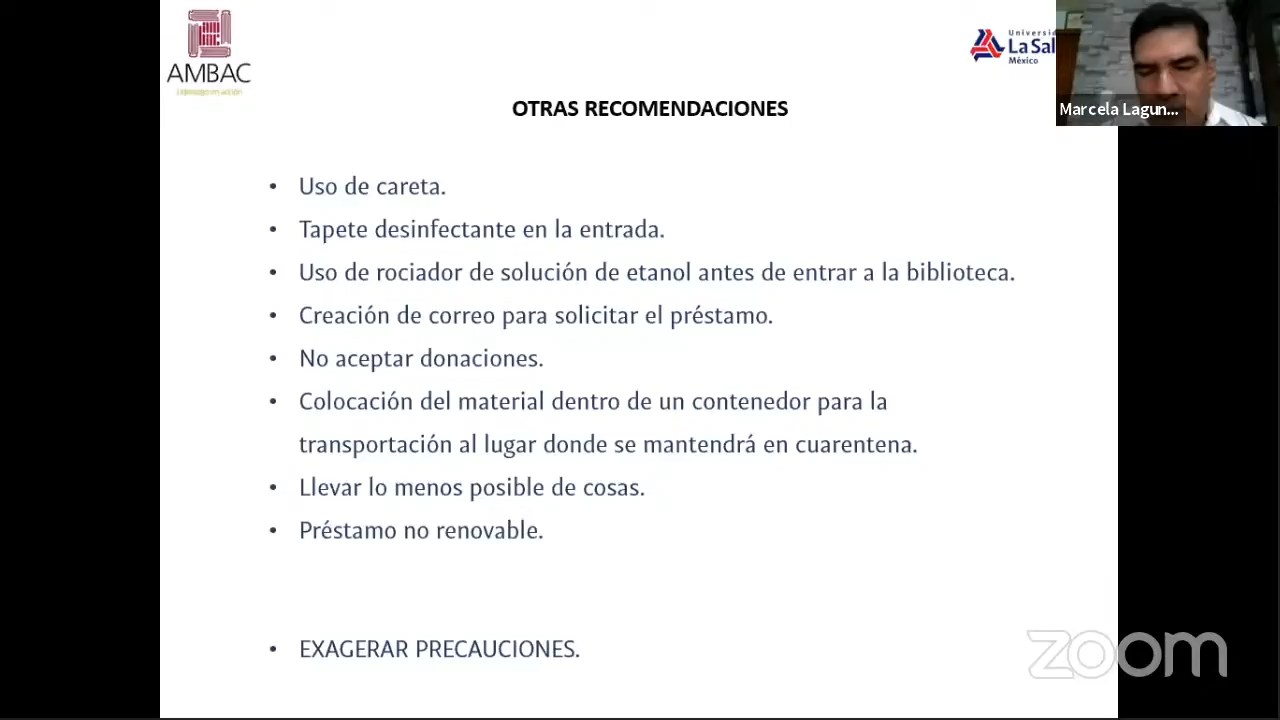 AMBAC
Universi
La Sal
México
Marcela Lagun...
OTRAS RECOMENDACIONES
• Uso de careta.
• Tapete desinfectante en la entrada.
• Uso de rociador de solución de etanol antes de entrar a la biblioteca.
• Creación de correo para solicitar el préstamo.
• No aceptar donaciones.
• Colocación del material dentro de un contenedor para la
transportación al lugar donde se mantendrá en cuarentena.
• Llevar lo menos posible de cosas.
• Préstamo no renovable.
• EXAGERAR PRECAUCIONES.
zoom